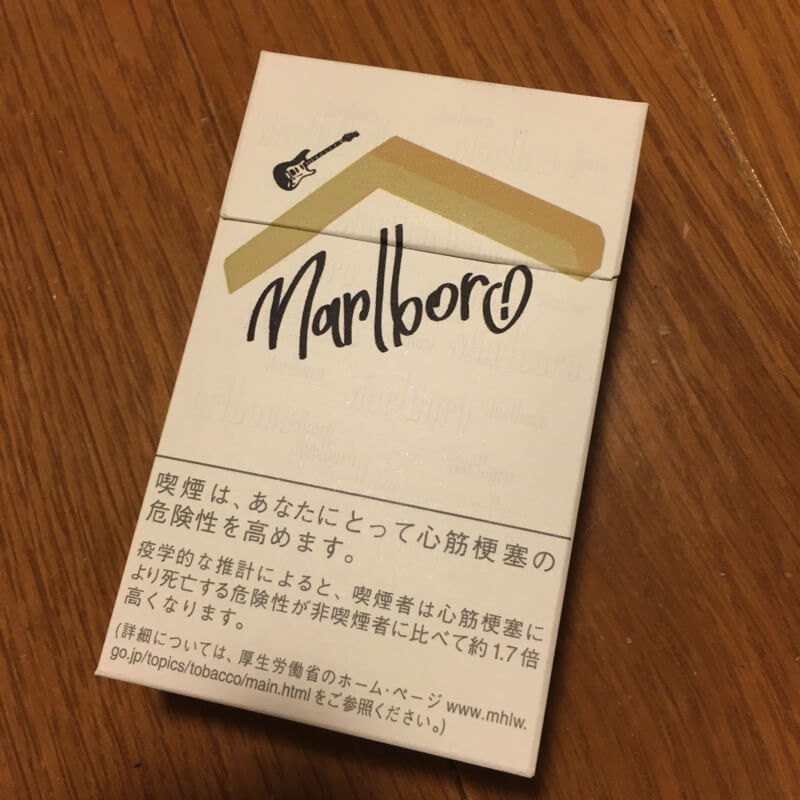 Marlboro
喫煙は、あなたにとって心筋梗塞の
危険性を高めます。
疫学的な推計によると、喫煙者は心筋梗塞に
より死亡する危険性が非喫煙者に比べて約1.7倍
高くなります。
(詳細については、厚生労働省のホーム・ページ www.mhlw.
go.jp/topics/tobacco/main.htmlをご参照ください。)